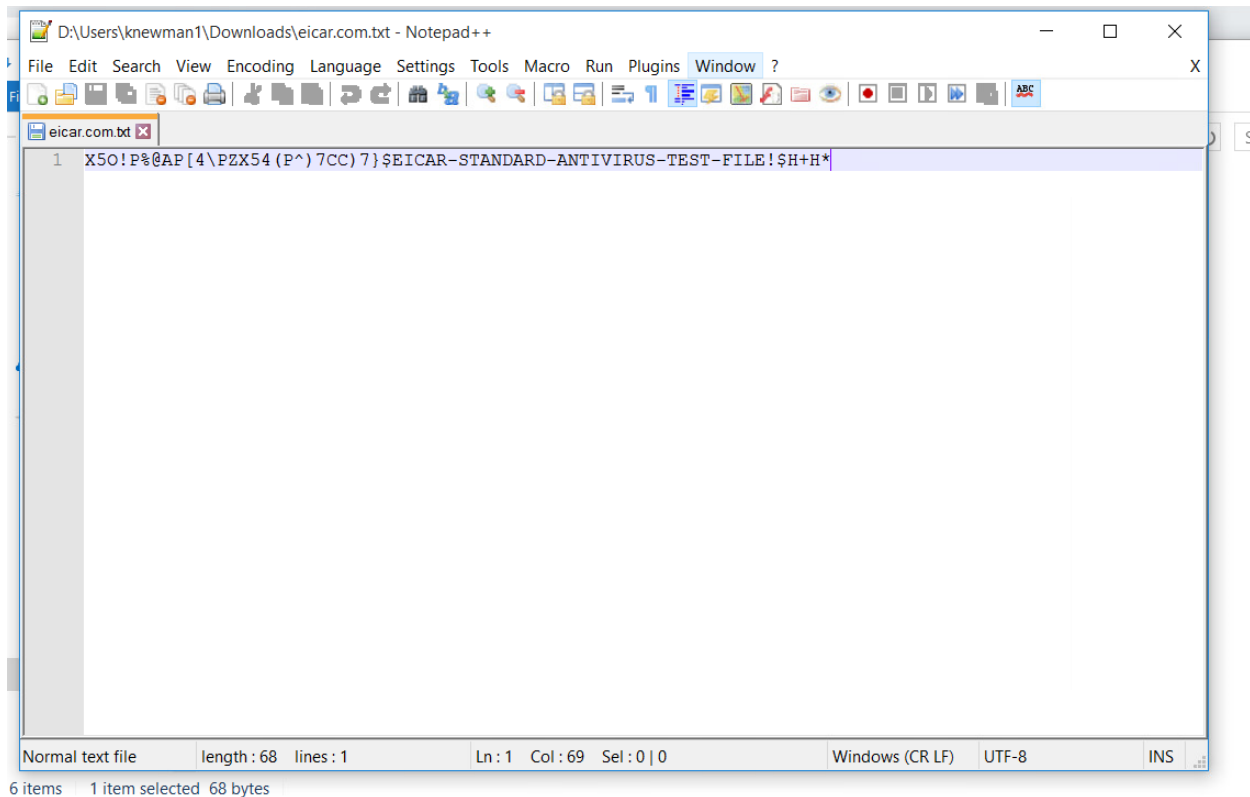 D:\Users\knewman1\Downloads\eicar.com.txt - Notepad++
File Edit Search View Encoding Language Settings Tools Macro Run Plugins Window ? X
ABC
eicar.com.txt
1 X5O!P%@AP[4\PZX54(P^)7CC)7}$EICAR-STANDARD-ANTIVIRUS-TEST-FILE!$H+H*
Normal text file length : 68 lines : 1 Ln : 1 Col : 69 Sel : 0 | 0 Windows (CR LF) UTF-8 INS
6 items 1 item selected 68 bytes